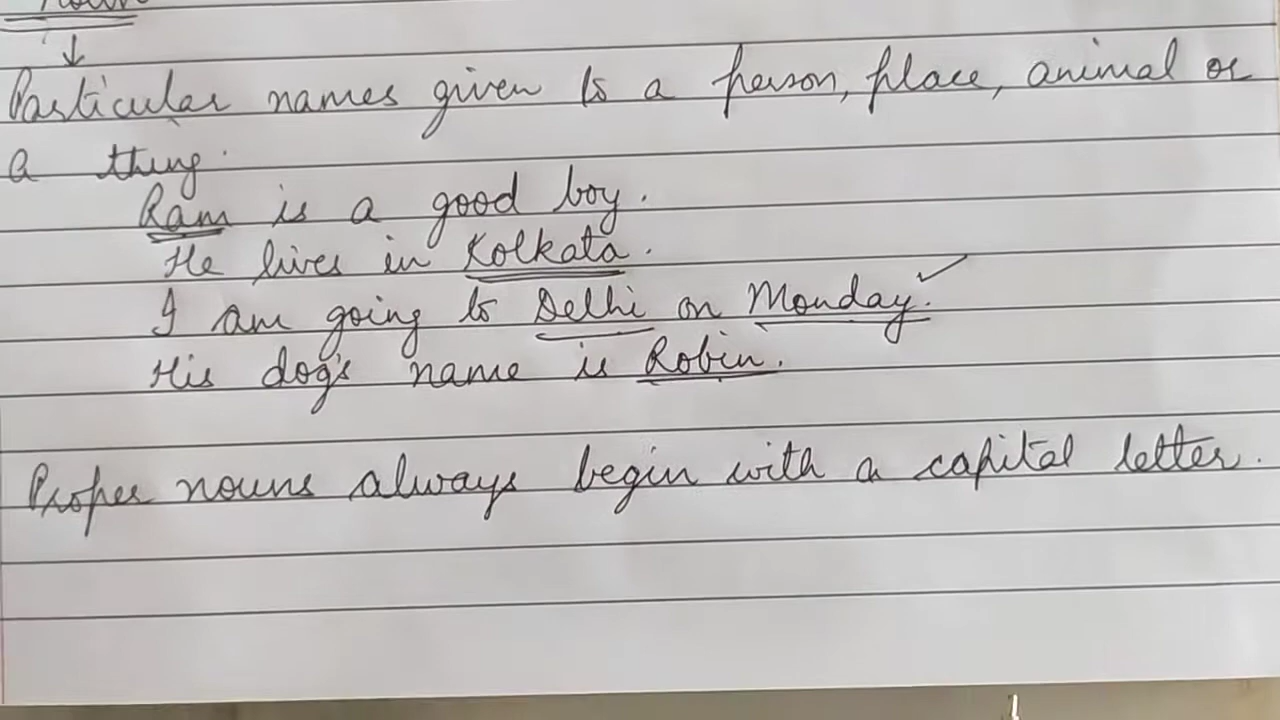 Noun
Particular names given to a person, place, animal or
a thing.
Ram is a good boy.
He lives in Kolkata.
I am going to Delhi on Monday.
His dog's name is Robin.
Proper nouns always begin with a capital letter.